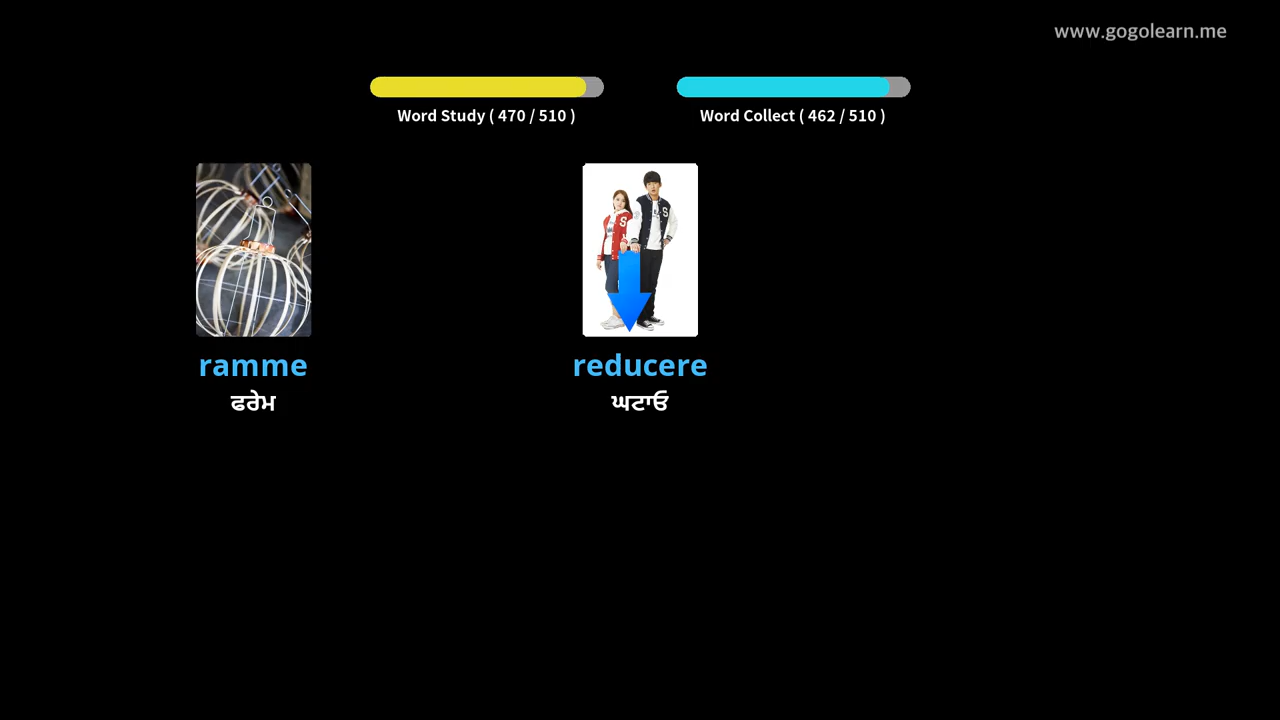 www.gogolearn.me
Word Study ( 470 / 510 )
Word Collect ( 462 / 510 )
S
S
ramme
ਫਰੇਮ
reducere
ਘਟਾਓ